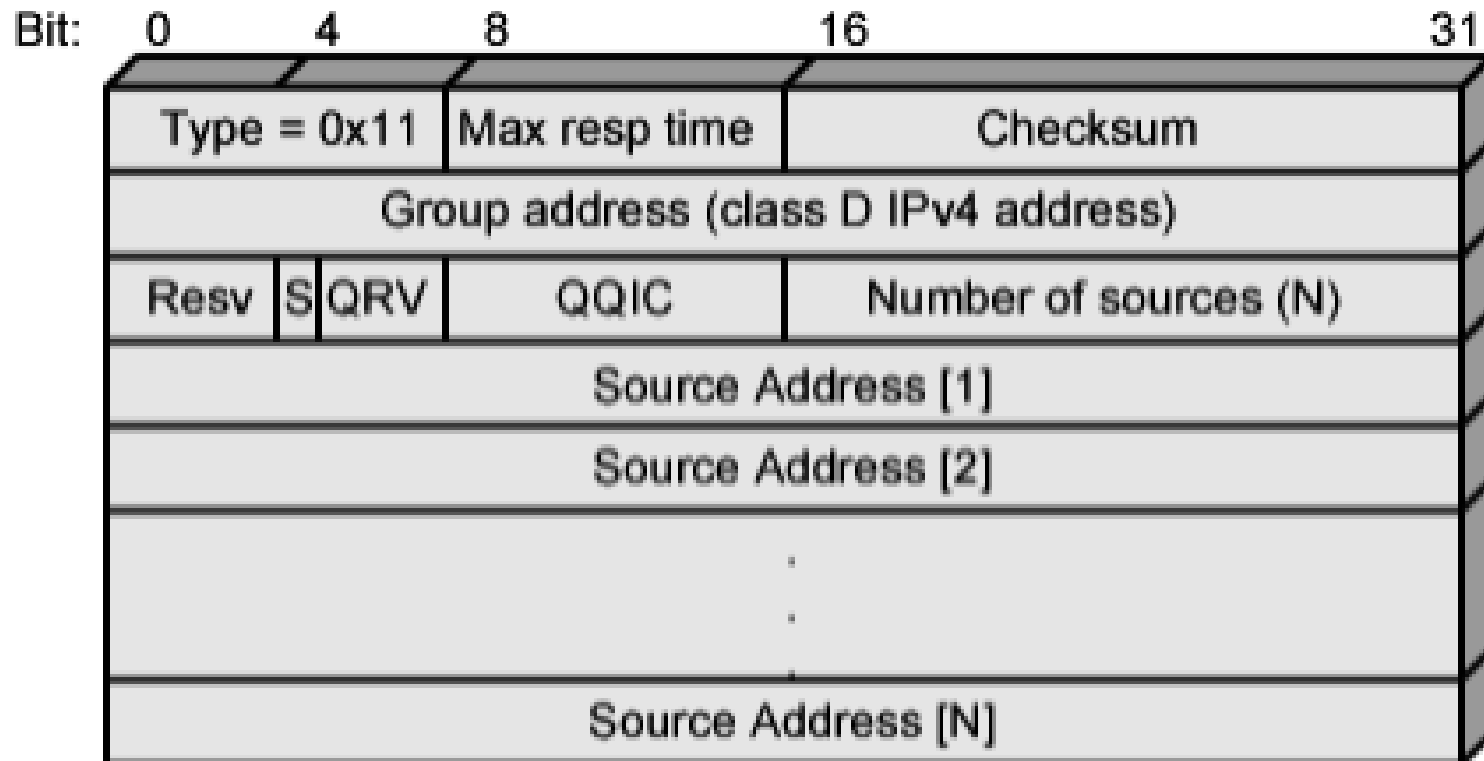 Bit: 0 4 8 16 31
Type = 0x11 Max resp time Checksum
Group address (class D IPv4 address)
Resv S QRV QQIC Number of sources (N)
Source Address [1]
Source Address [2]
.
.
.
Source Address [N]